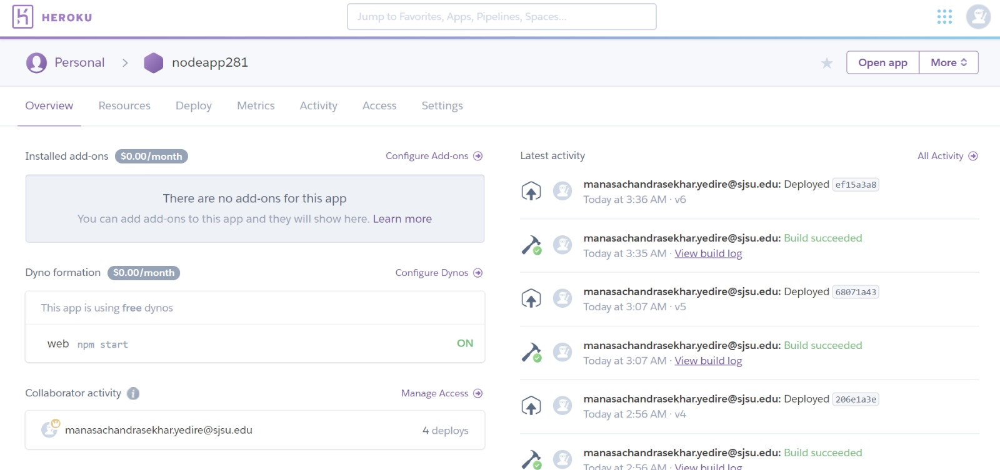 HEROKU
Jump to Favorites, Apps, Pipelines, Spaces...
Personal > nodeapp281
Open app
More
Overview Resources Deploy Metrics Activity Access Settings
Installed add-ons $0.00/month
Configure Add-ons
There are no add-ons for this app
You can add add-ons to this app and they will show here. Learn more
Dyno formation $0.00/month
Configure Dynos
This app is using free dynos
web npm start ON
Collaborator activity i
Manage Access
manasachandrasekhar.yedire@sjsu.edu 4 deploys
Latest activity
All Activity
manasachandrasekhar.yedire@sjsu.edu: Deployed ef15a3a8
Today at 3:36 AM · v6
manasachandrasekhar.yedire@sjsu.edu: Build succeeded
Today at 3:35 AM · View build log
manasachandrasekhar.yedire@sjsu.edu: Deployed 68071a43
Today at 3:07 AM · v5
manasachandrasekhar.yedire@sjsu.edu: Build succeeded
Today at 3:07 AM · View build log
manasachandrasekhar.yedire@sjsu.edu: Deployed 206e1a3e
Today at 2:56 AM · v4
manasachandrasekhar.yedire@sjsu.edu: Build succeeded
Today at 2:56 AM · View build log